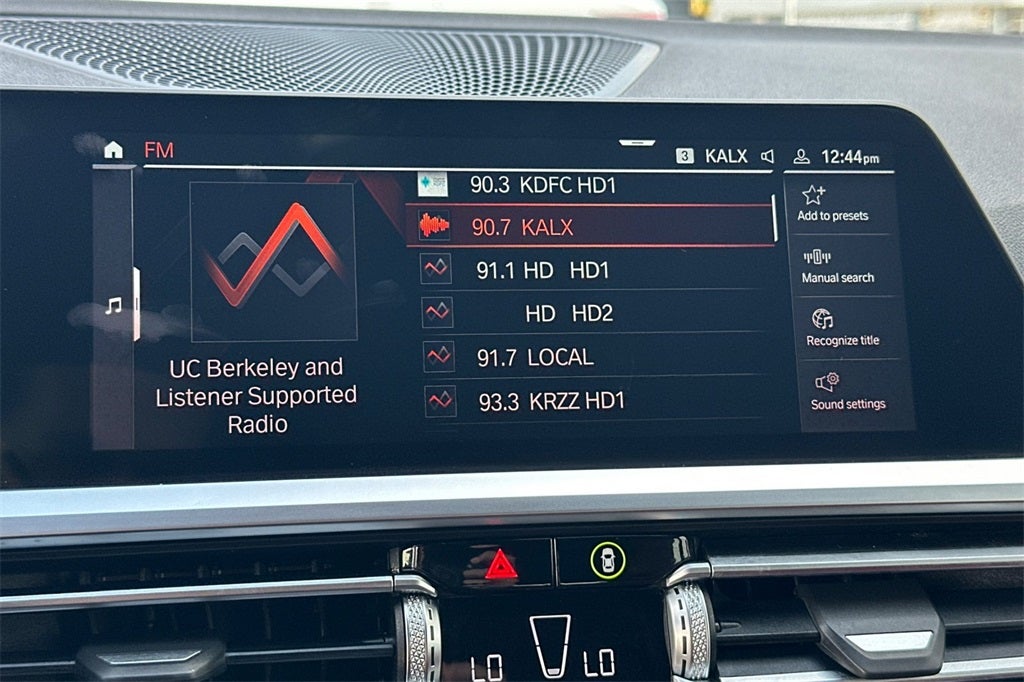 FM
3 KALX 12:44pm
90.3 KDFC HD1
90.7 KALX
91.1 HD HD1
HD HD2
91.7 LOCAL
93.3 KRZZ HD1
UC Berkeley and
Listener Supported
Radio
Add to presets
Manual search
Recognize title
Sound settings
LO LO